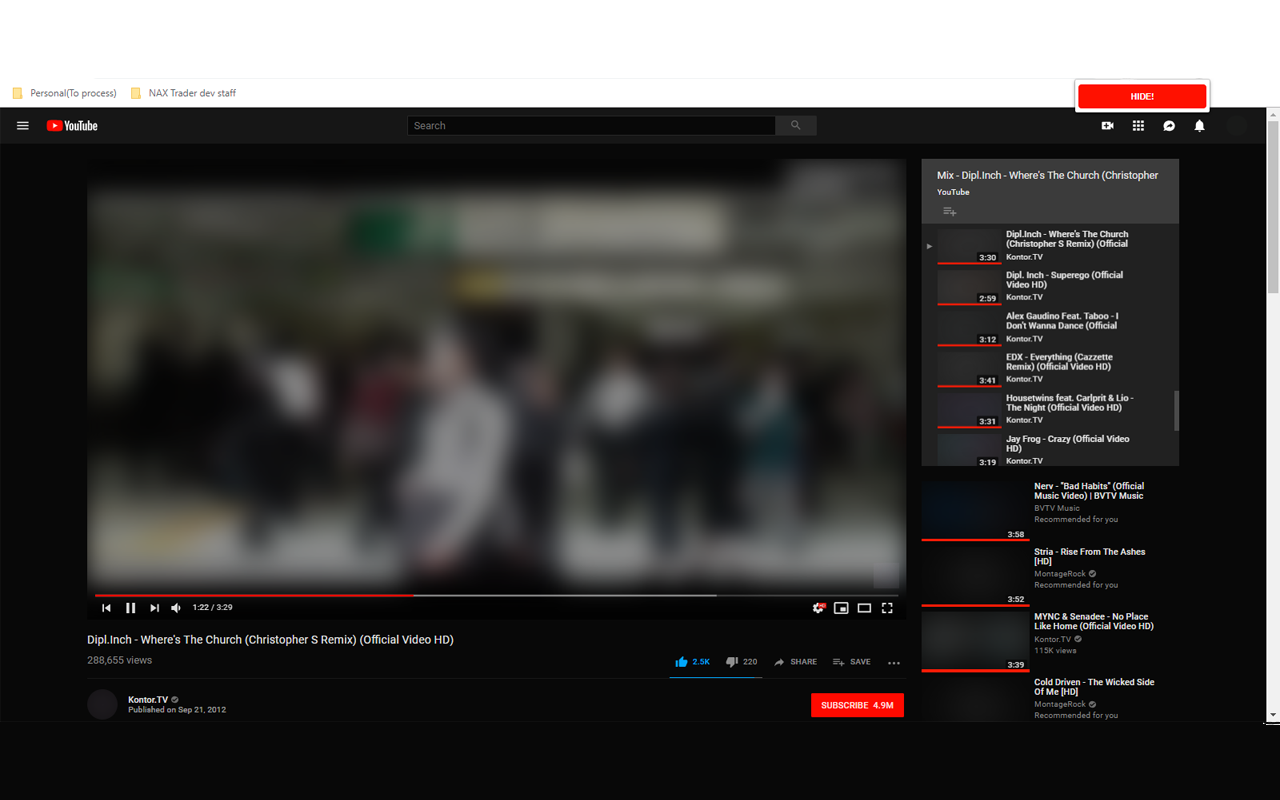 Personal(To process)
NAX Trader dev staff
HIDE!
YouTube
Search
1:22 / 3:29
HD
Dipl.Inch - Where's The Church (Christopher S Remix) (Official Video HD)
288,655 views
2.5K
220
SHARE
SAVE
Kontor.TV
Published on Sep 21, 2012
SUBSCRIBE 4.9M
Mix - Dipl.Inch - Where's The Church (Christopher
YouTube
Dipl.Inch - Where's The Church
(Christopher S Remix) (Official
Kontor.TV
3:30
Dipl. Inch - Superego (Official
Video HD)
Kontor.TV
2:59
Alex Gaudino Feat. Taboo - I
Don't Wanna Dance (Official
Kontor.TV
3:12
EDX - Everything (Cazzette
Remix) (Official Video HD)
Kontor.TV
3:41
Housetwins feat. Carlprit & Lio -
The Night (Official Video HD)
Kontor.TV
3:31
Jay Frog - Crazy (Official Video
HD)
Kontor.TV
3:19
Nerv - "Bad Habits" (Official
Music Video) | BVTV Music
BVTV Music
Recommended for you
3:58
Stria - Rise From The Ashes
[HD]
MontageRock
Recommended for you
3:52
MYNC & Senadee - No Place
Like Home (Official Video HD)
Kontor.TV
115K views
3:39
Cold Driven - The Wicked Side
Of Me [HD]
MontageRock
Recommended for you